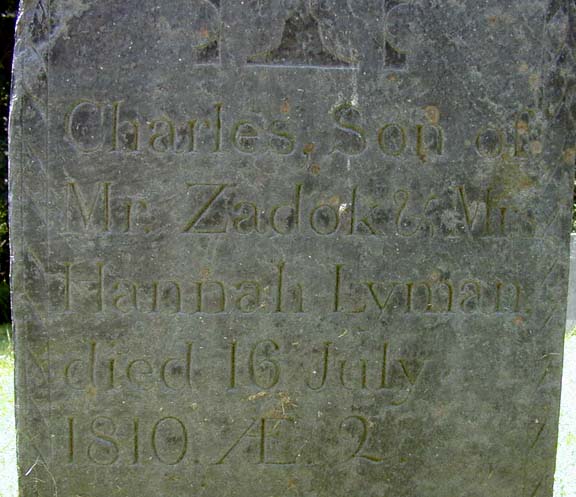 Charles, Son of
Mr. Zadok & Mrs.
Hannah Lyman
died 16 July
1810. Æ. 2